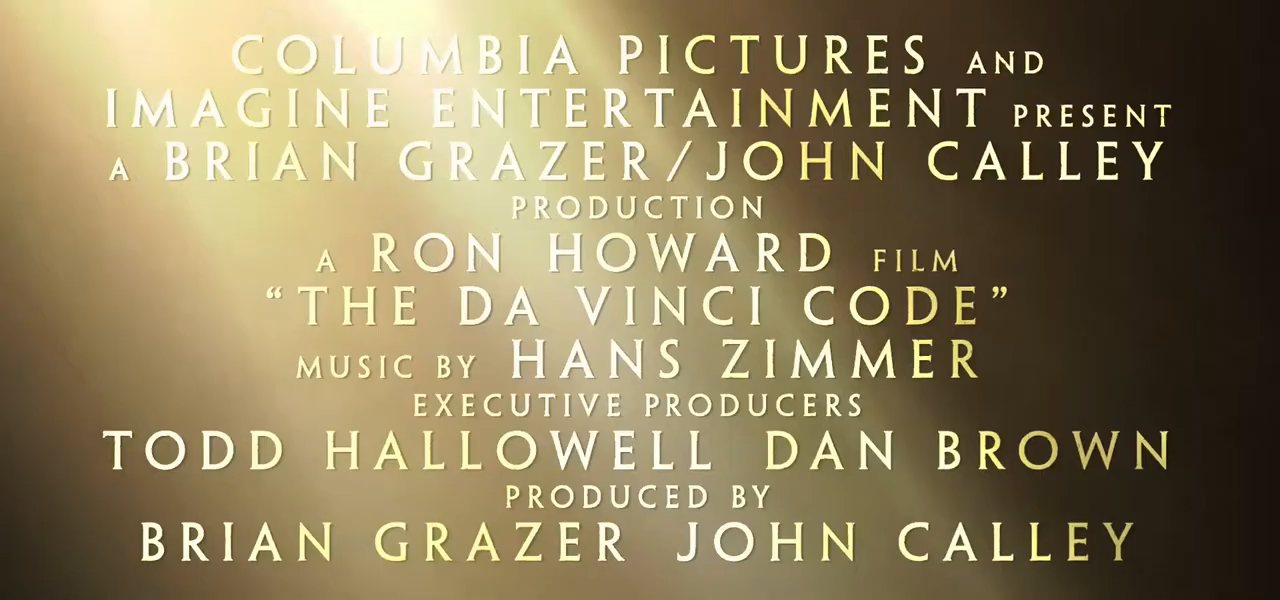 COLUMBIA PICTURES AND
IMAGINE ENTERTAINMENT PRESENT
A BRIAN GRAZER/JOHN CALLEY
PRODUCTION
A RON HOWARD FILM
“THE DA VINCI CODE”
MUSIC BY HANS ZIMMER
EXECUTIVE PRODUCERS
TODD HALLOWELL DAN BROWN
PRODUCED BY
BRIAN GRAZER JOHN CALLEY